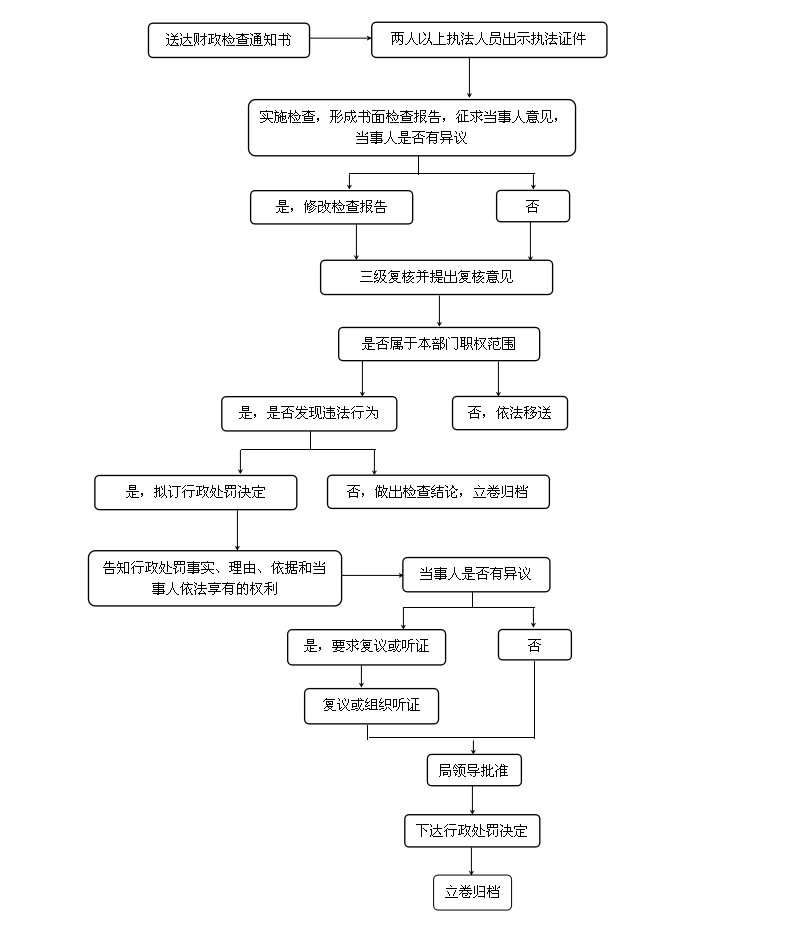 送达财政检查通知书
两人以上执法人员出示执法证件
实施检查，形成书面检查报告，征求当事人意见，
当事人是否有异议
是，修改检查报告
否
三级复核并提出复核意见
是否属于本部门职权范围
是，是否发现违法行为
否，依法移送
是，拟订行政处罚决定
否，做出检查结论，立卷归档
告知行政处罚事实、理由、依据和当
事人依法享有的权利
当事人是否有异议
是，要求复议或听证
否
复议或组织听证
局领导批准
下达行政处罚决定
立卷归档